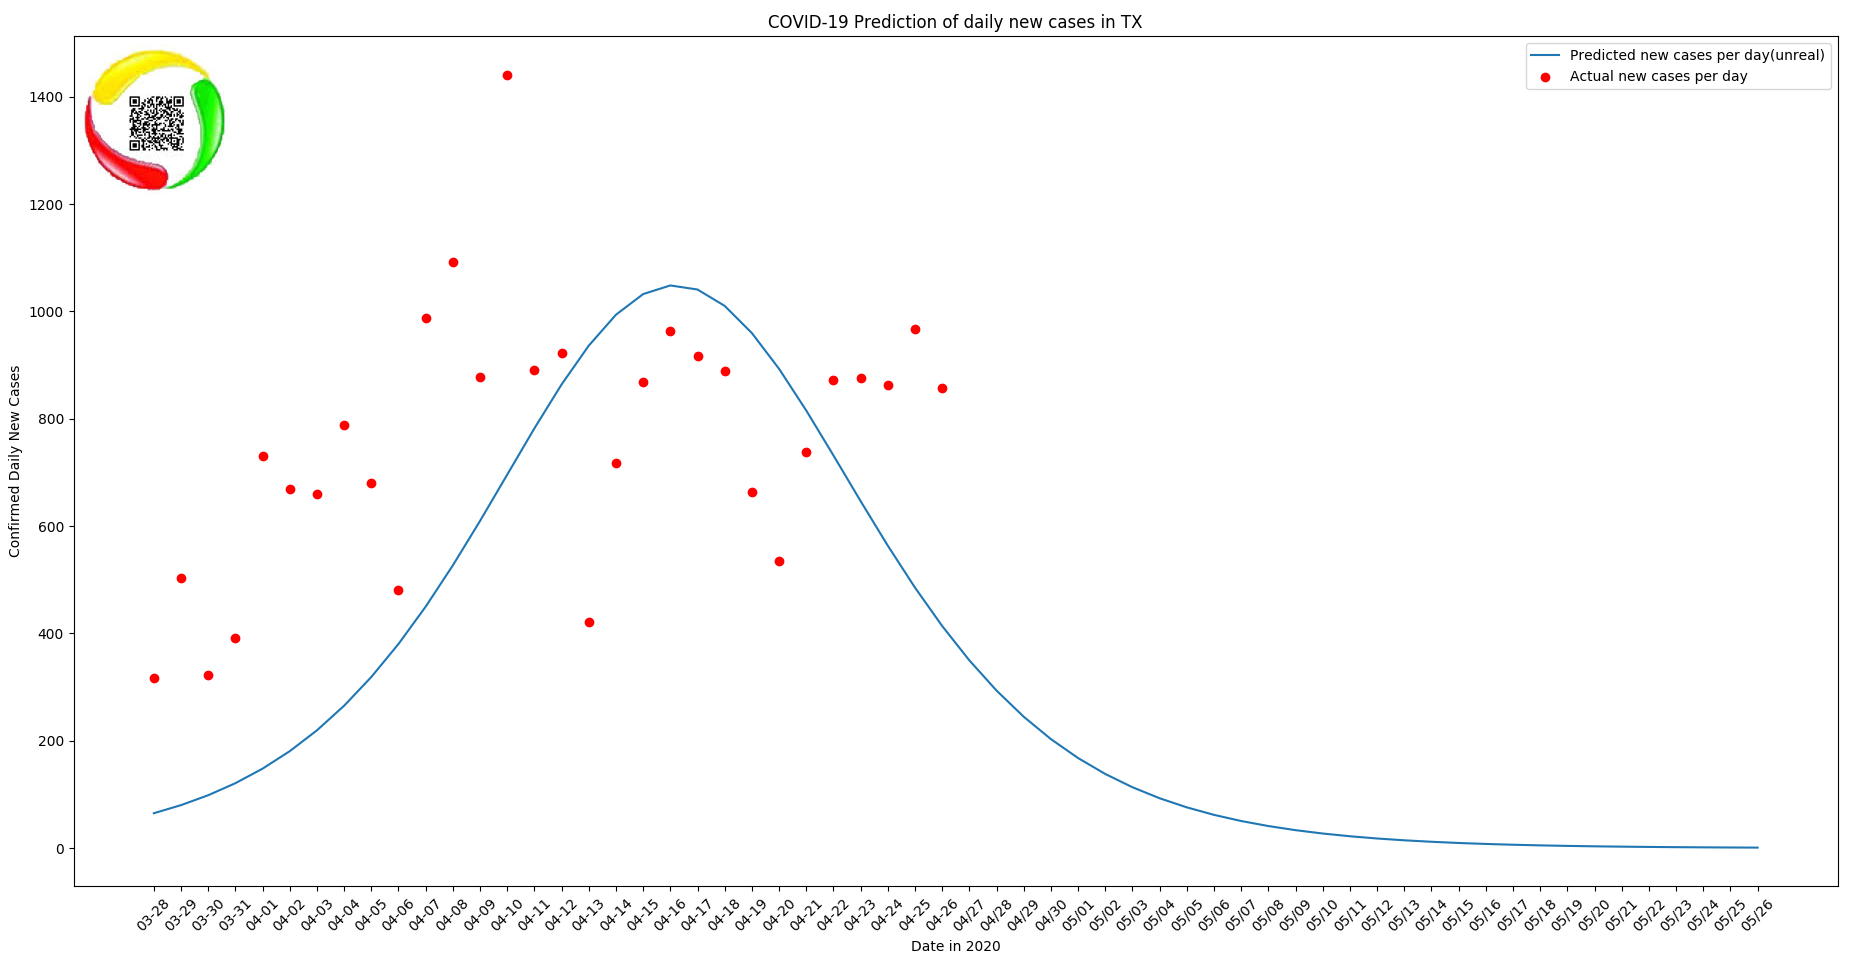 COVID-19 Prediction of daily new cases in TX
Predicted new cases per day(unreal)
Actual new cases per day
Confirmed Daily New Cases
1400
1200
1000
800
600
400
200
0
03-28 03-29 03-30 03-31 04-01 04-02 04-03 04-04 04-05 04-06 04-07 04-08 04-09 04-10 04-11 04-12 04-13 04-14 04-15 04-16 04-17 04-18 04-19 04-20 04-21 04-22 04-23 04-24 04-25 04-26 04/27 04/28 04/29 04/30 05/01 05/02 05/03 05/04 05/05 05/06 05/07 05/08 05/09 05/10 05/11 05/12 05/13 05/14 05/15 05/16 05/17 05/18 05/19 05/20 05/21 05/22 05/23 05/24 05/25 05/26
Date in 2020